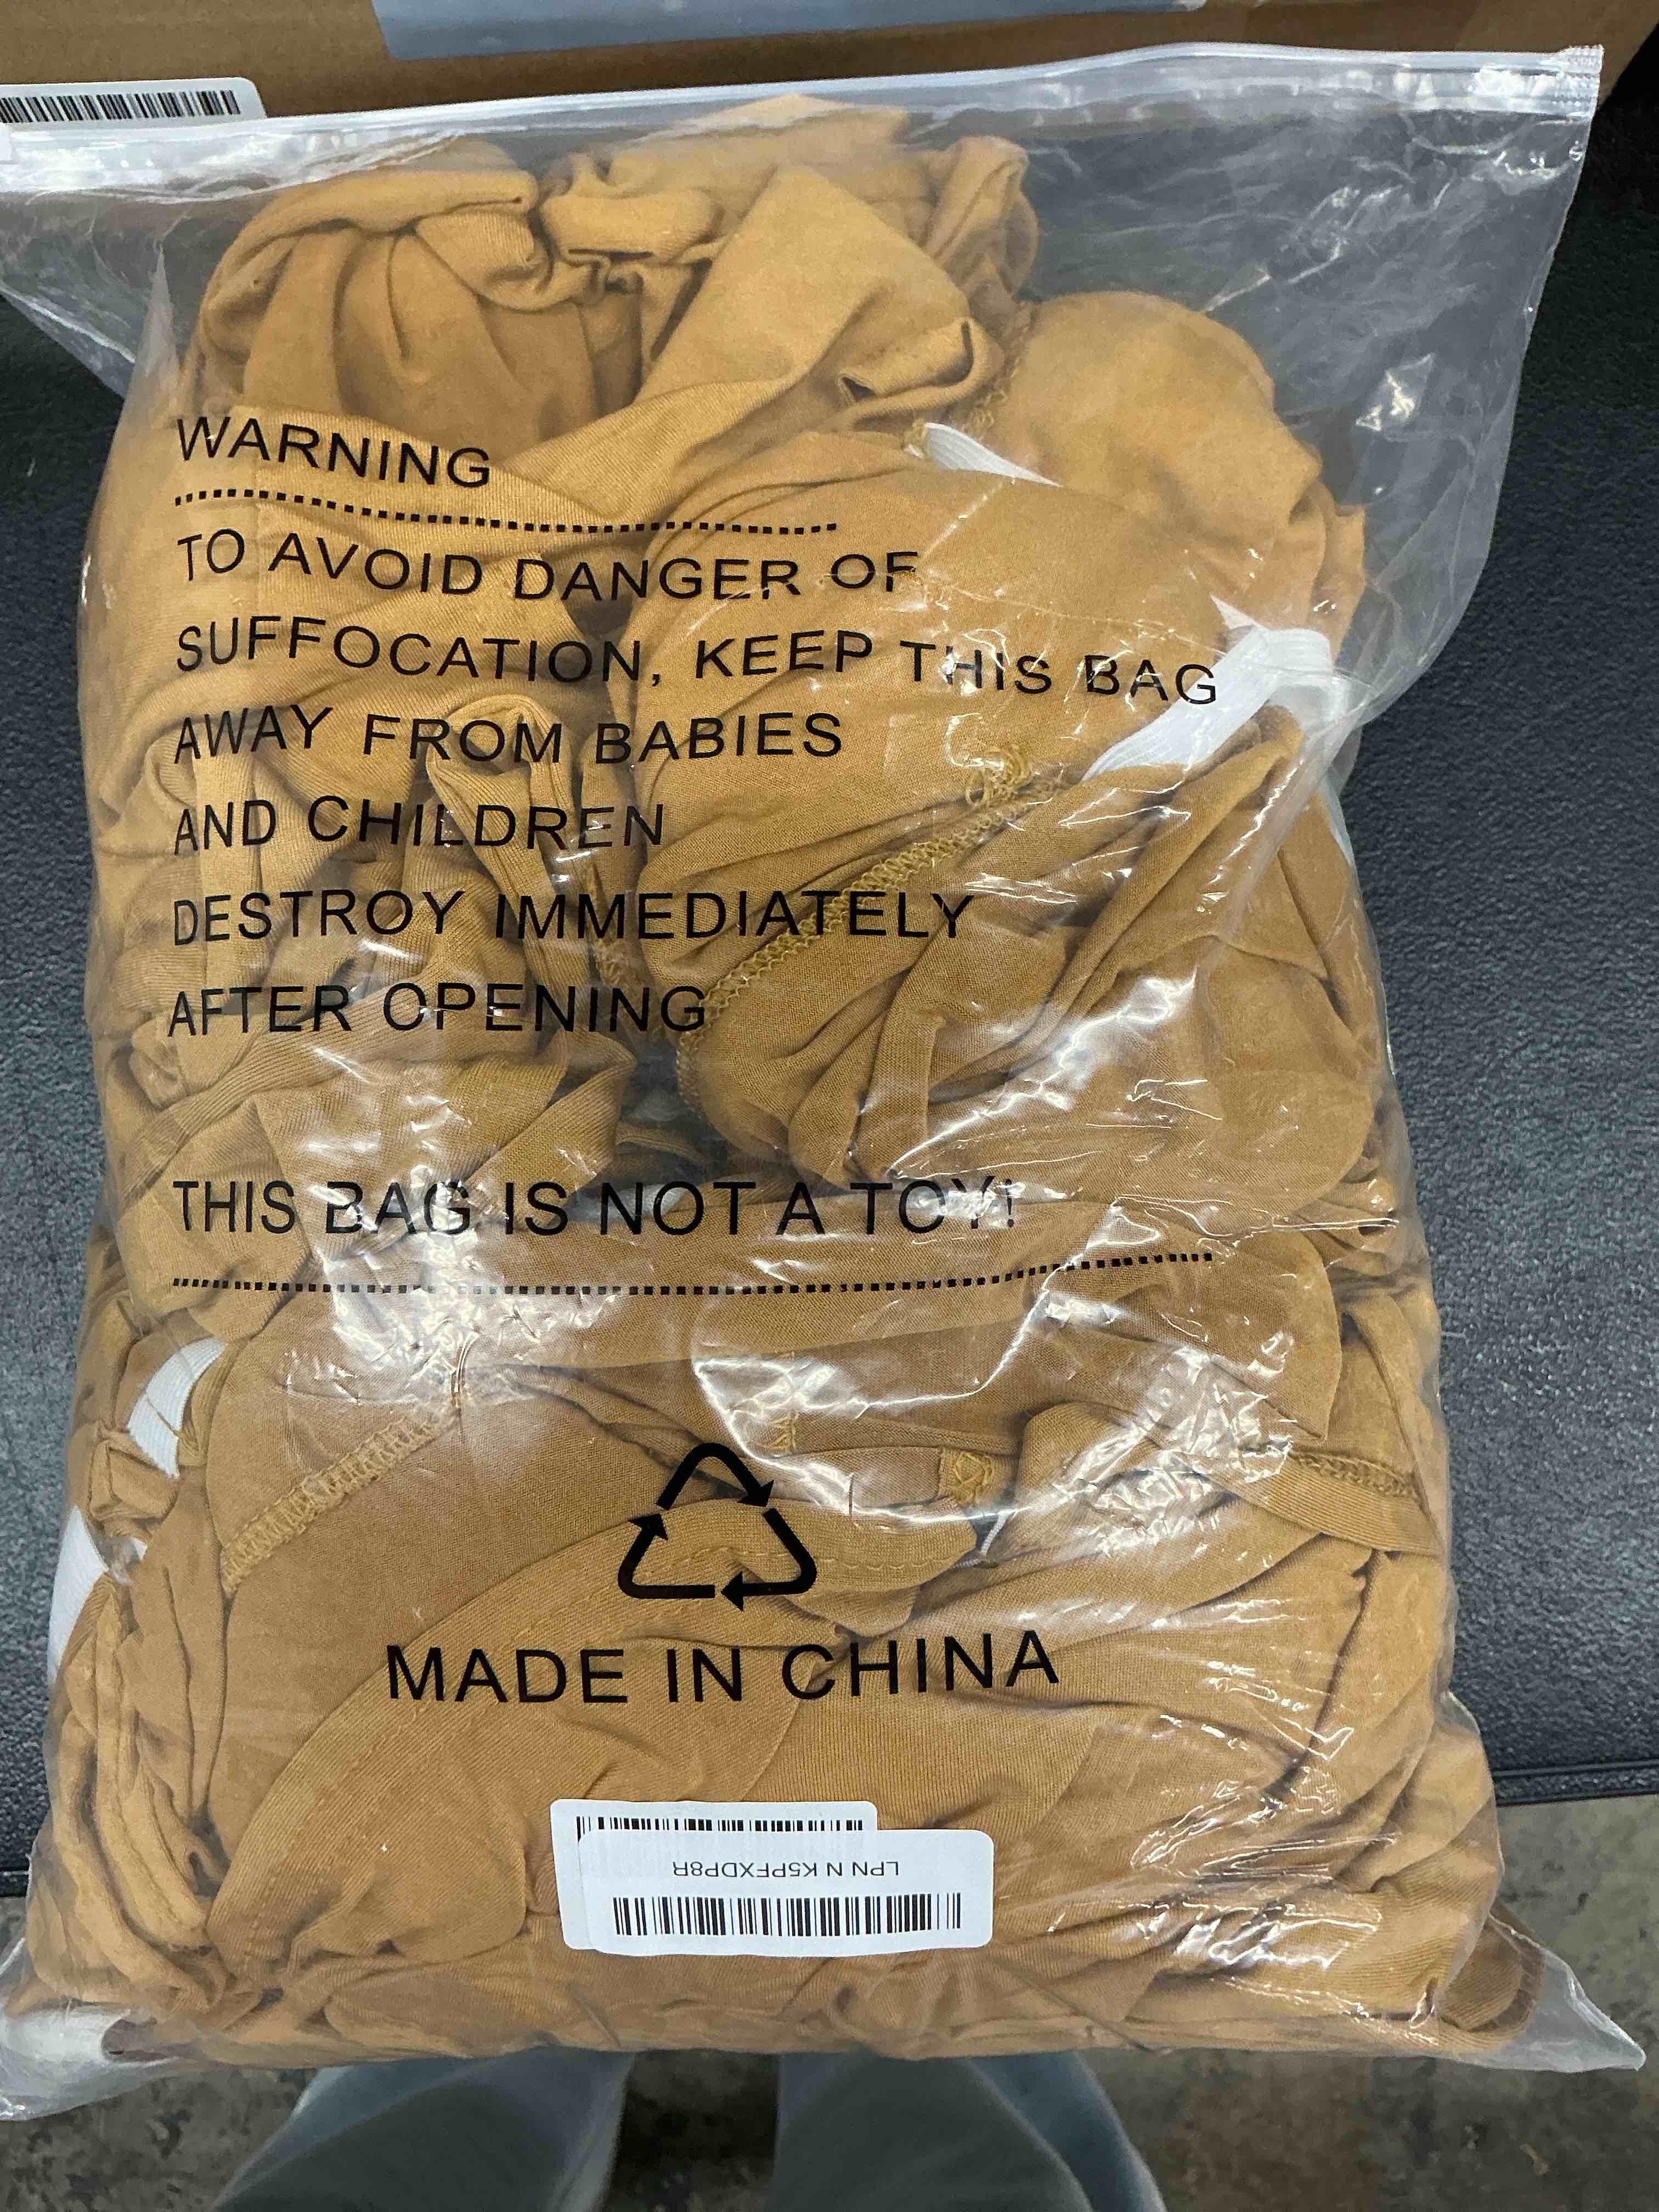 WARNING
TO AVOID DANGER OF
SUFFOCATION, KEEP THIS BAG
AWAY FROM BABIES
AND CHILDREN
DESTROY IMMEDIATELY
AFTER OPENING
THIS BAG IS NOT A TOY!
MADE IN CHINA
LPN N K5PFXDP8R